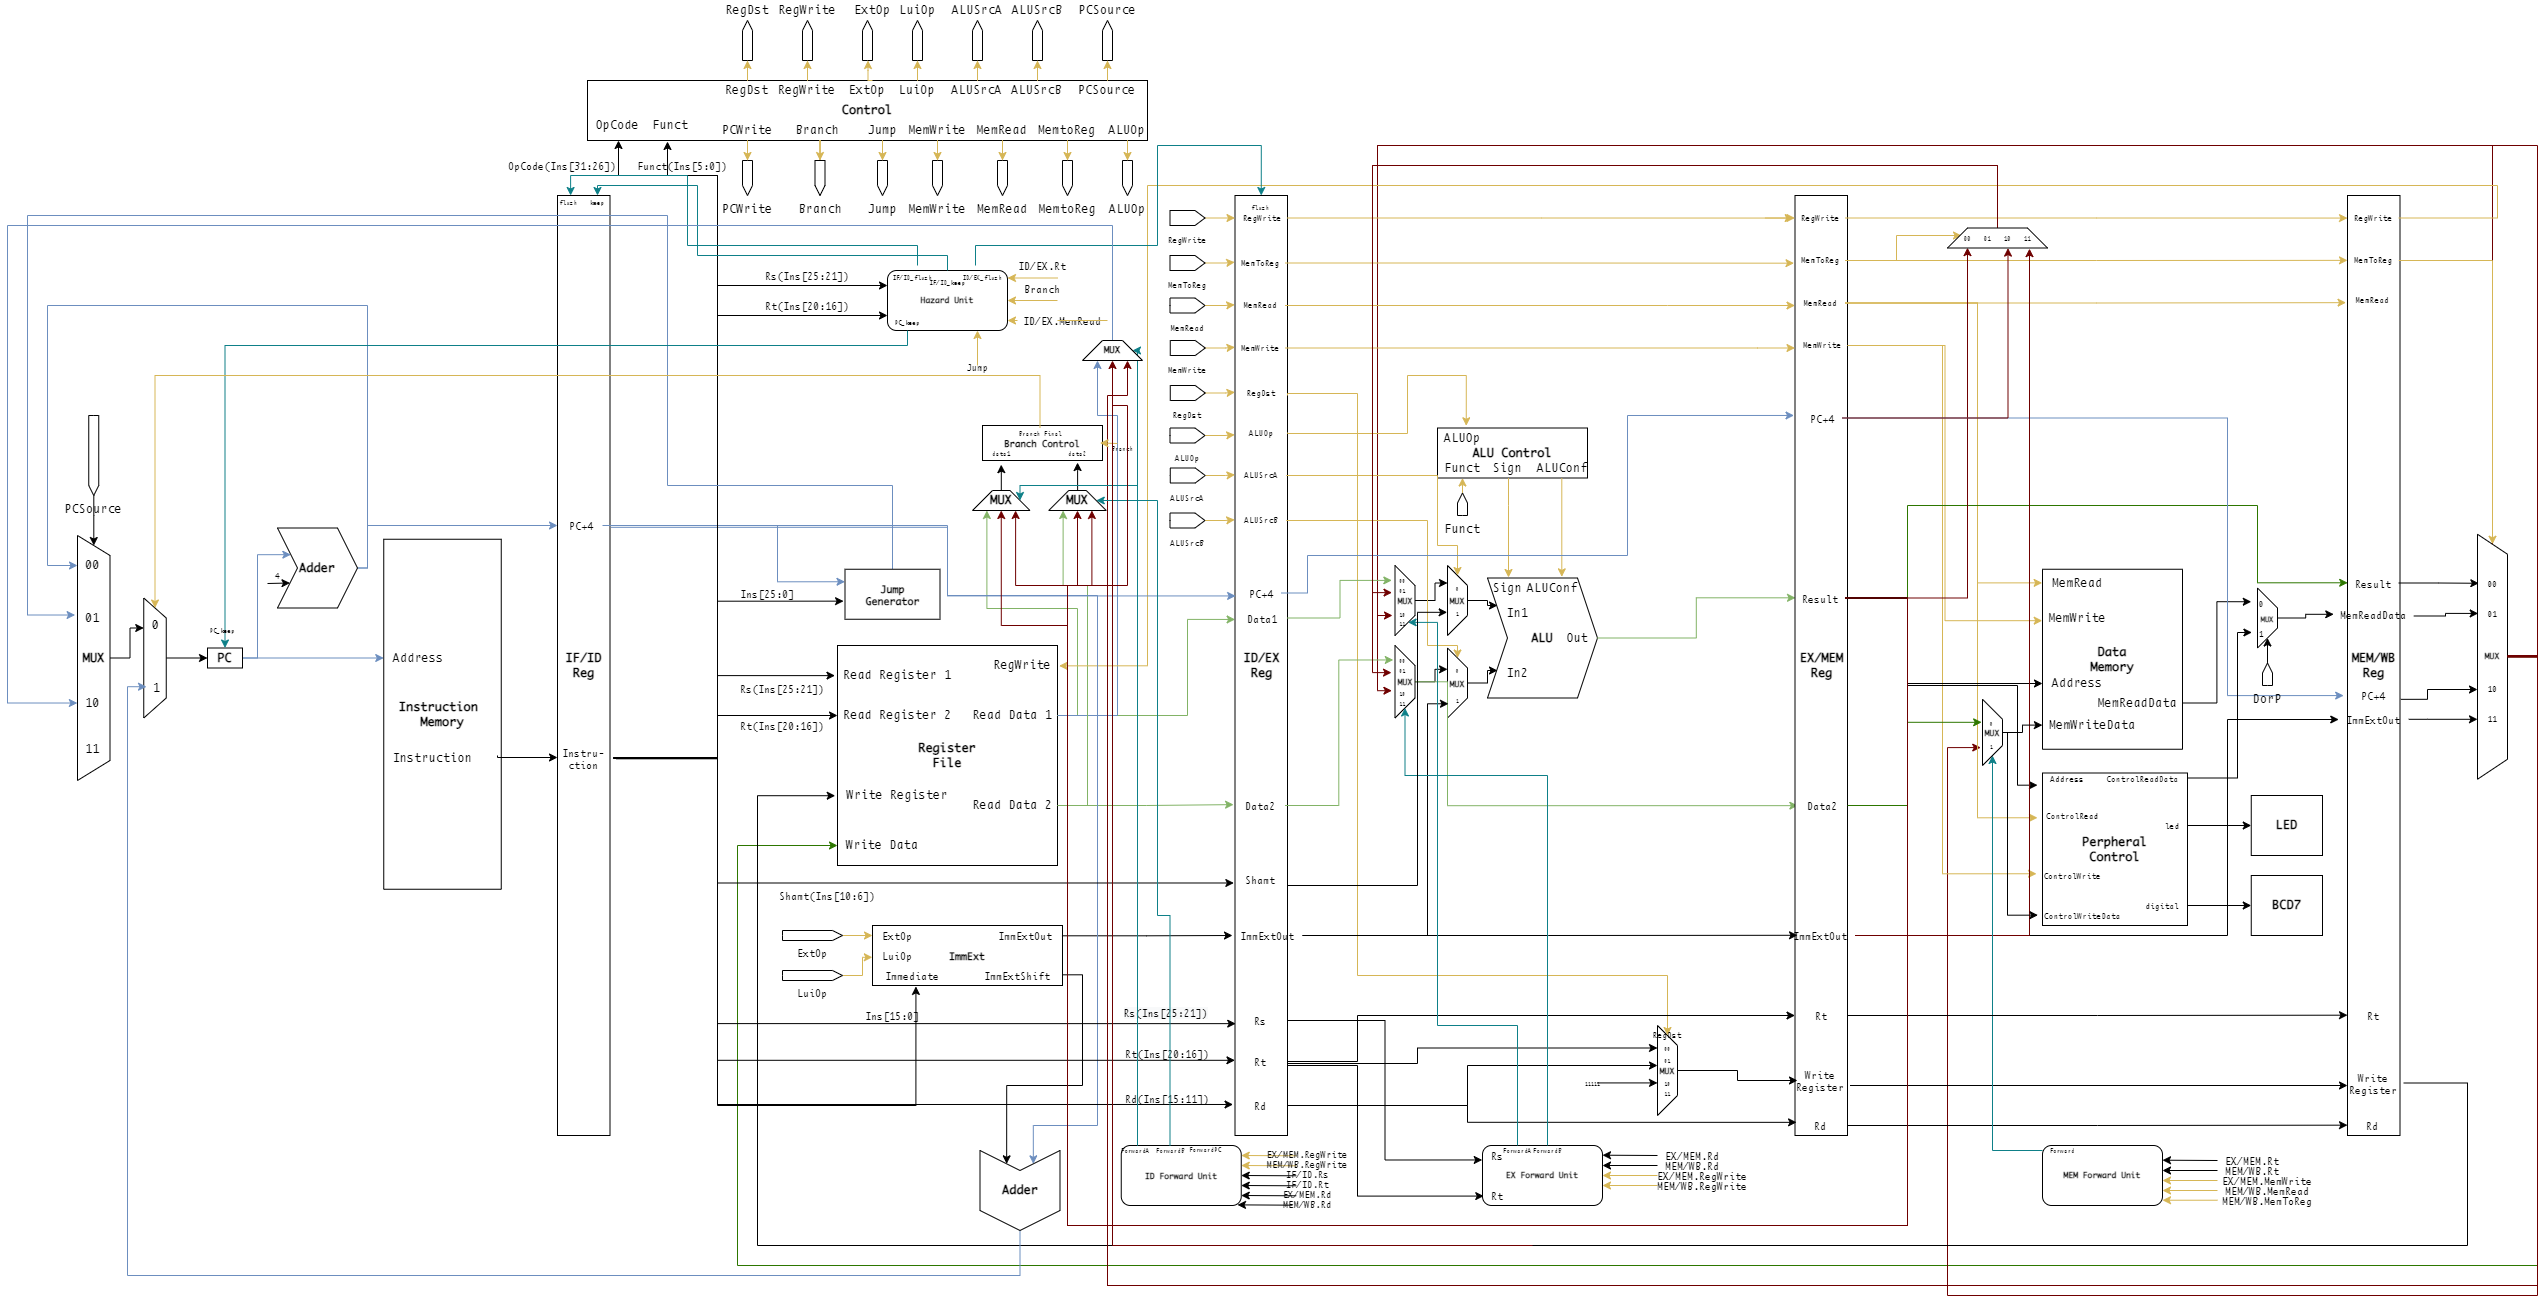 RegDst RegWrite ExtOp LuiOp ALUSrcA ALUSrcB PCSource
RegDst RegWrite ExtOp LuiOp ALUSrcA ALUSrcB PCSource
Control
OpCode Funct
PCWrite Branch Jump MemWrite MemRead MemtoReg ALUOp
OpCode(Ins[31:26]) Funct(Ins[5:0])
PCWrite Branch Jump MemWrite MemRead MemtoReg ALUOp
PCSource
00
01
MUX
10
11
0
1
PC_keep
PC
4
Adder
Address
Instruction
Memory
Instruction
flush keep
PC+4
IF/ID
Reg
Instru-
ction
Rs(Ins[25:21])
Rt(Ins[20:16])
IF/ID_flush ID/EX_flush
IF/ID_keep
Hazard Unit
PC_keep
ID/EX.Rt
Branch
ID/EX.MemRead
Jump
MUX
Branch Final
Branch Control
data1 data2
Branch
MUX MUX
Ins[25:0]
Jump
Generator
RegWrite
Read Register 1
Rs(Ins[25:21])
Read Register 2 Read Data 1
Rt(Ins[20:16])
Register
File
Write Register
Read Data 2
Write Data
Shamt(Ins[10:6])
ExtOp
LuiOp
ExtOp ImmExtOut
LuiOp ImmExt
Immediate ImmExtShift
Ins[15:0]
Rs(Ins[25:21])
Rt(Ins[20:16])
Rd(Ins[15:11])
Adder
ForwardA ForwardB ForwardPC
ID Forward Unit
EX/MEM.RegWrite
MEM/WB.RegWrite
IF/ID.Rs
IF/ID.Rt
EX/MEM.Rd
MEM/WB.Rd
RegWrite
MemToReg
MemRead
MemWrite
RegDst
ALUOp
ALUSrcA
ALUSrcB
flush
RegWrite
MemToReg
MemRead
MemWrite
RegDst
ALUOp
ALUSrcA
ALUSrcB
PC+4
Data1
ID/EX
Reg
Data2
Shamt
ImmExtOut
Rs
Rt
Rd
ALUOp
ALU Control
Funct Sign ALUConf
Funct
00
01
MUX
10
11
0
MUX
1
00
01
MUX
10
11
0
MUX
1
Sign ALUConf
In1
ALU Out
In2
RegDst
00
01
MUX
10
11
11111
ForwardA ForwardB
Rs
EX Forward Unit
Rt
EX/MEM.Rd
MEM/WB.Rd
EX/MEM.RegWrite
MEM/WB.RegWrite
RegWrite
MemToReg
MemRead
MemWrite
PC+4
Result
EX/MEM
Reg
Data2
ImmExtOut
Rt
Write
Register
Rd
00 01 10 11
0
MUX
1
MemRead
MemWrite
Data
Memory
Address
MemReadData
MemWriteData
Address ControlReadData
ControlRead
led
Perpheral
Control
ControlWrite
digital
ControlWriteData
LED
BCD7
0
MUX
1
DorP
Forward
MEM Forward Unit
EX/MEM.Rt
MEM/WB.Rt
EX/MEM.MemWrite
MEM/WB.MemRead
MEM/WB.MemToReg
RegWrite
MemToReg
MemRead
Result
MemReadData
MEM/WB
Reg
PC+4
ImmExtOut
Rt
Write
Register
Rd
00
01
MUX
10
11